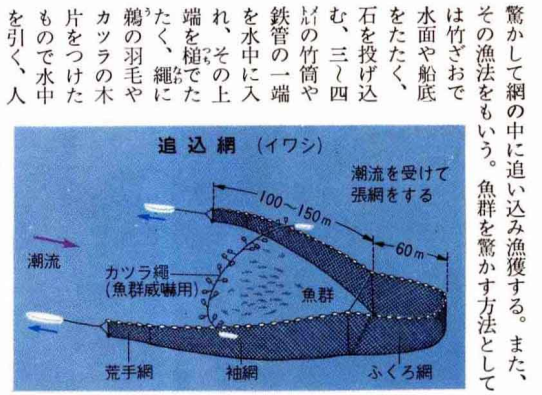 驚かして網の中に追い込み漁獲する。また、
その漁法をもいう。魚群を驚かす方法として
は竹ざおで
水面や船底
をたたく、
石を投げ込
む、三〜四
メートルの竹筒や
鉄管の一端
を水中に入
れ、その上
端を槌でた
つち
たく、縄に
なわ
鵜の羽毛や
う
カツラの木
片をつけた
もので水中
を引く、人
追込網(イワシ)
潮流を受けて
張網をする
100〜150m
60m
潮流
カツラ縄
(魚群威嚇用)
魚群
荒手網
袖網
ふくろ網